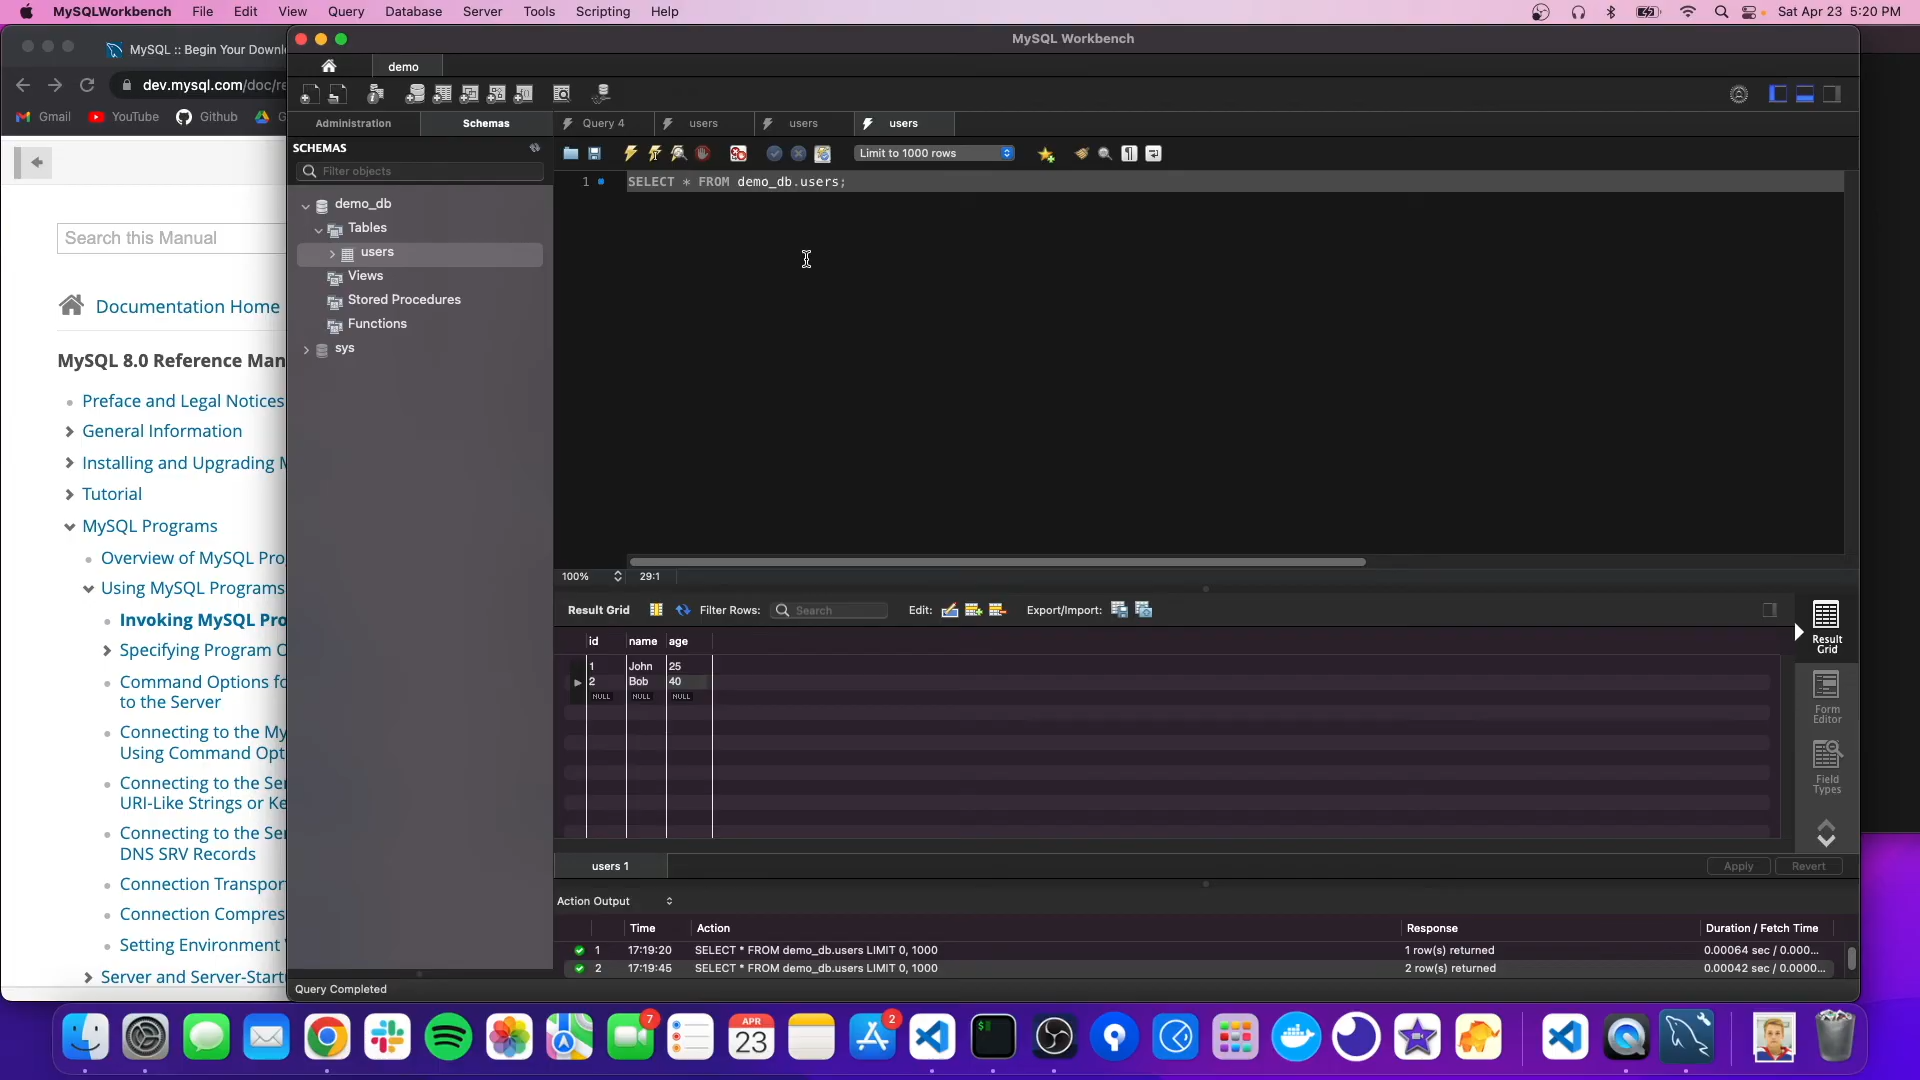 MySQLWorkbench File Edit View Query Database Server Tools Scripting Help Sat Apr 23 5:20 PM
MySQL :: Begin Your Downl
dev.mysql.com/doc/re
Gmail YouTube Github G
Search this Manual
Documentation Home
MySQL 8.0 Reference Man
Preface and Legal Notices
General Information
Installing and Upgrading M
Tutorial
MySQL Programs
Overview of MySQL Pro
Using MySQL Programs
Invoking MySQL Pro
Specifying Program O
Command Options fo
to the Server
Connecting to the My
Using Command Opt
Connecting to the Ser
URI-Like Strings or Ke
Connecting to the Ser
DNS SRV Records
Connection Transpor
Connection Compres
Setting Environment
Server and Server-Start
MySQL Workbench
demo
Administration Schemas
SCHEMAS
Filter objects
demo_db
Tables
users
Views
Stored Procedures
Functions
sys
Query 4 users users users
Limit to 1000 rows
1 SELECT * FROM demo_db.users;
100% 29:1
Result Grid Filter Rows: Search Edit: Export/Import:
id name age
1 John 25
2 Bob 40
NULL NULL NULL
Result
Grid
Form
Editor
Field
Types
users 1 Apply Revert
Action Output
Time Action Response Duration / Fetch Time
1 17:19:20 SELECT * FROM demo_db.users LIMIT 0, 1000 1 row(s) returned 0.00064 sec / 0.000...
2 17:19:45 SELECT * FROM demo_db.users LIMIT 0, 1000 2 row(s) returned 0.00042 sec / 0.0000...
Query Completed
7
APR
23
2
$